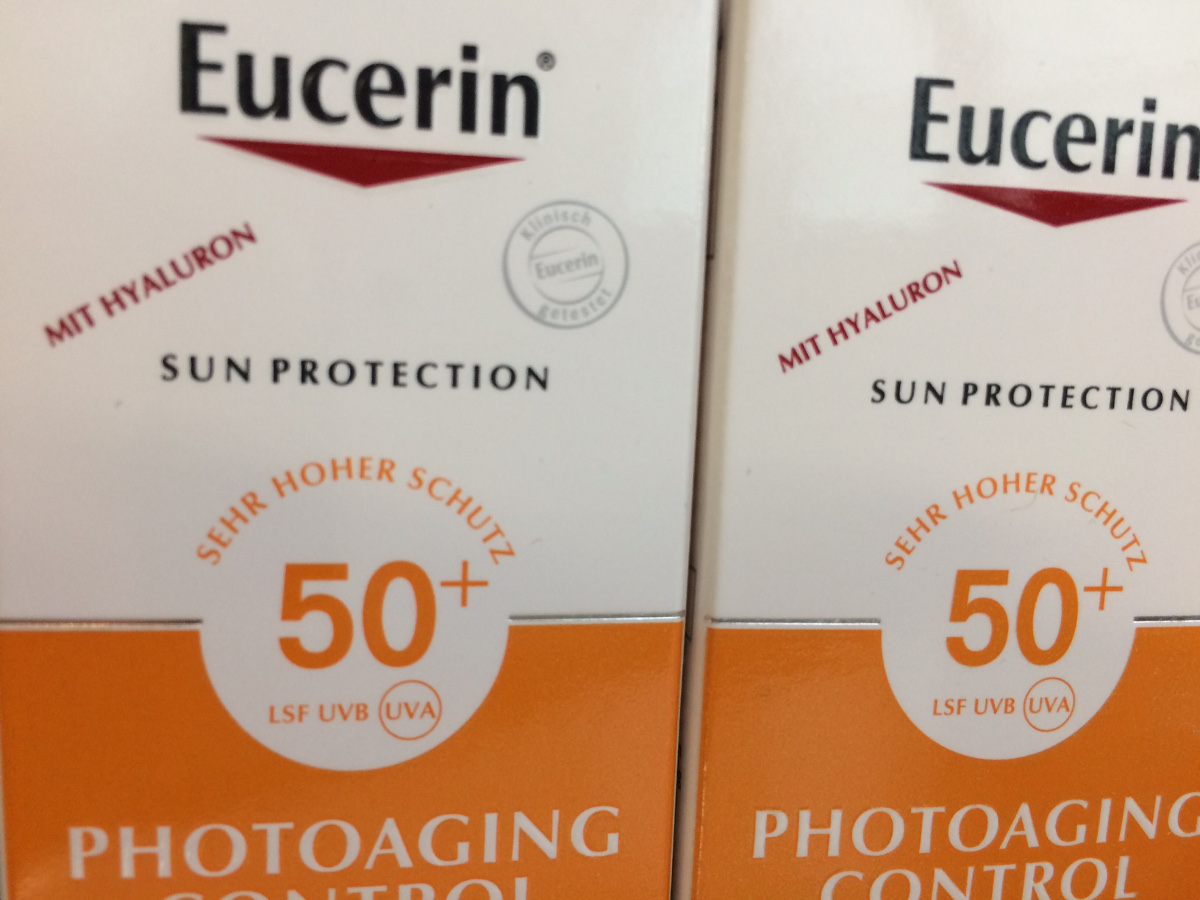 Eucerin®
MIT HYALURON
Klinisch
Eucerin
getestet
SUN PROTECTION
SEHR HOHER SCHUTZ
50+
LSF UVB UVA
PHOTOAGING
CONTROL
Eucerin
MIT HYALURON
SUN PROTECTION
SEHR HOHER SCHUTZ
50+
LSF UVB UVA
PHOTOAGING
CONTROL